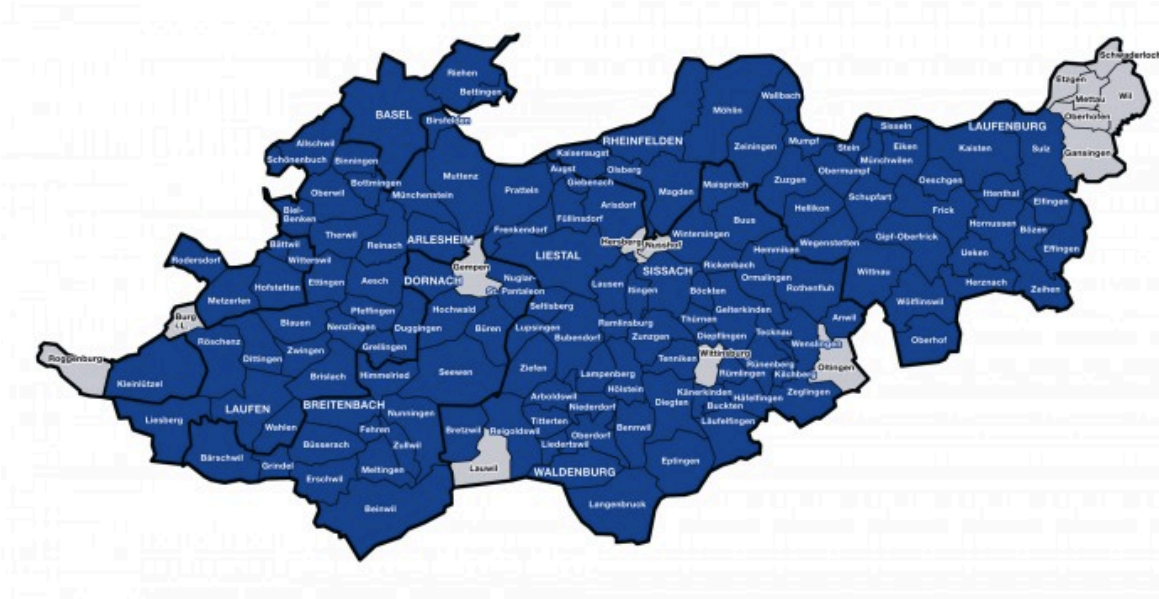 Schwaderloch
Riehen
Etzgen
Bettingen
Wallbach
Mettau
Wil
Möhlin
BASEL
Birsfelden
Oberhofen
Sisseln
LAUFENBURG
Allschwil
RHEINFELDEN
Mumpf
Stein
Eiken
Kaisten
Sulz
Zeiningen
Kaiseraugst
Gansingen
Schönenbuch
Binningen
Münchwilen
Augst
Olsberg
Obermumpf
Muttenz
Bottmingen
Giebenach
Zuzgen
Oeschgen
Maisprach
Pratteln
Magden
Oberwil
Münchenstein
Schupfart
Ittenthal
Elfingen
Arisdorf
Hellikon
Frick
Biel-
Benken
Füllinsdorf
Buus
Hornussen
Frenkendorf
Bözen
Therwil
Wintersingen
Gipf-Oberfrick
ARLESHEIM
Hersberg
Nusshof
Wegenstetten
Bättwil
Reinach
Hemmiken
Effingen
Ueken
LIESTAL
Rodersdorf
Witterswil
Gempen
Rickenbach
SISSACH
Wittnau
Nuglar-
St. Pantaleon
Ormalingen
Ettingen
Aesch
DORNACH
Herznach
Hofstetten
Lausen
Itingen
Böckten
Rothenfluh
Zeihen
Metzerlen
Wölflinswil
Seltisberg
Pfeffingen
Hochwald
Gelterkinden
Burg
i.L.
Anwil
Thürnen
Blauen
Nenzlingen
Duggingen
Büren
Lupsingen
Ramlinsburg
Tecknau
Bubendorf
Zunzgen
Diepflingen
Oberhof
Röschenz
Wenslingen
Grellingen
Zwingen
Wittinsburg
Roggenburg
Dittingen
Tenniken
Rünenberg
Oltingen
Ziefen
Rümlingen
Kilchberg
Seewen
Lampenberg
Brislach
Himmelried
Kleinlützel
Hölstein
Känerkinden
Zeglingen
Arboldswil
Häfelfingen
Diegten
Buckten
LAUFEN
BREITENBACH
Niederdorf
Nunningen
Liesberg
Titterten
Läufelfingen
Wahlen
Fehren
Bretzwil
Reigoldswil
Bennwil
Oberdorf
Büsserach
Zullwil
Liedertswil
Bärschwil
Eptingen
Grindel
Meltingen
Lauwil
WALDENBURG
Erschwil
Langenbruck
Beinwil